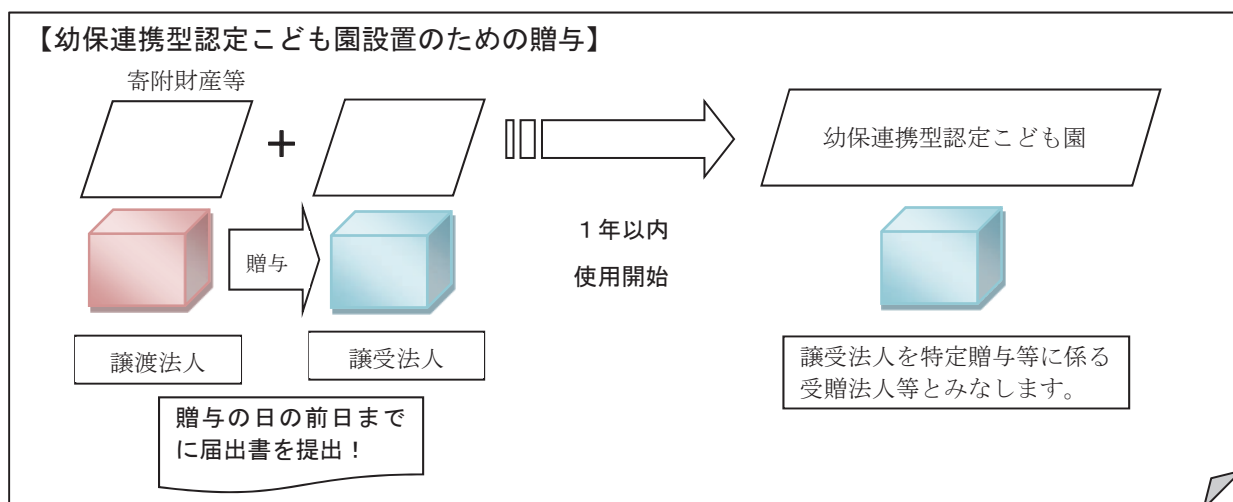 【幼保連携型認定こども園設置のための贈与】
寄附財産等
+
幼保連携型認定こども園
贈与
1年以内
使用開始
譲渡法人
譲受法人
譲受法人を特定贈与等に係る
受贈法人等とみなします。
贈与の日の前日まで
に届出書を提出！